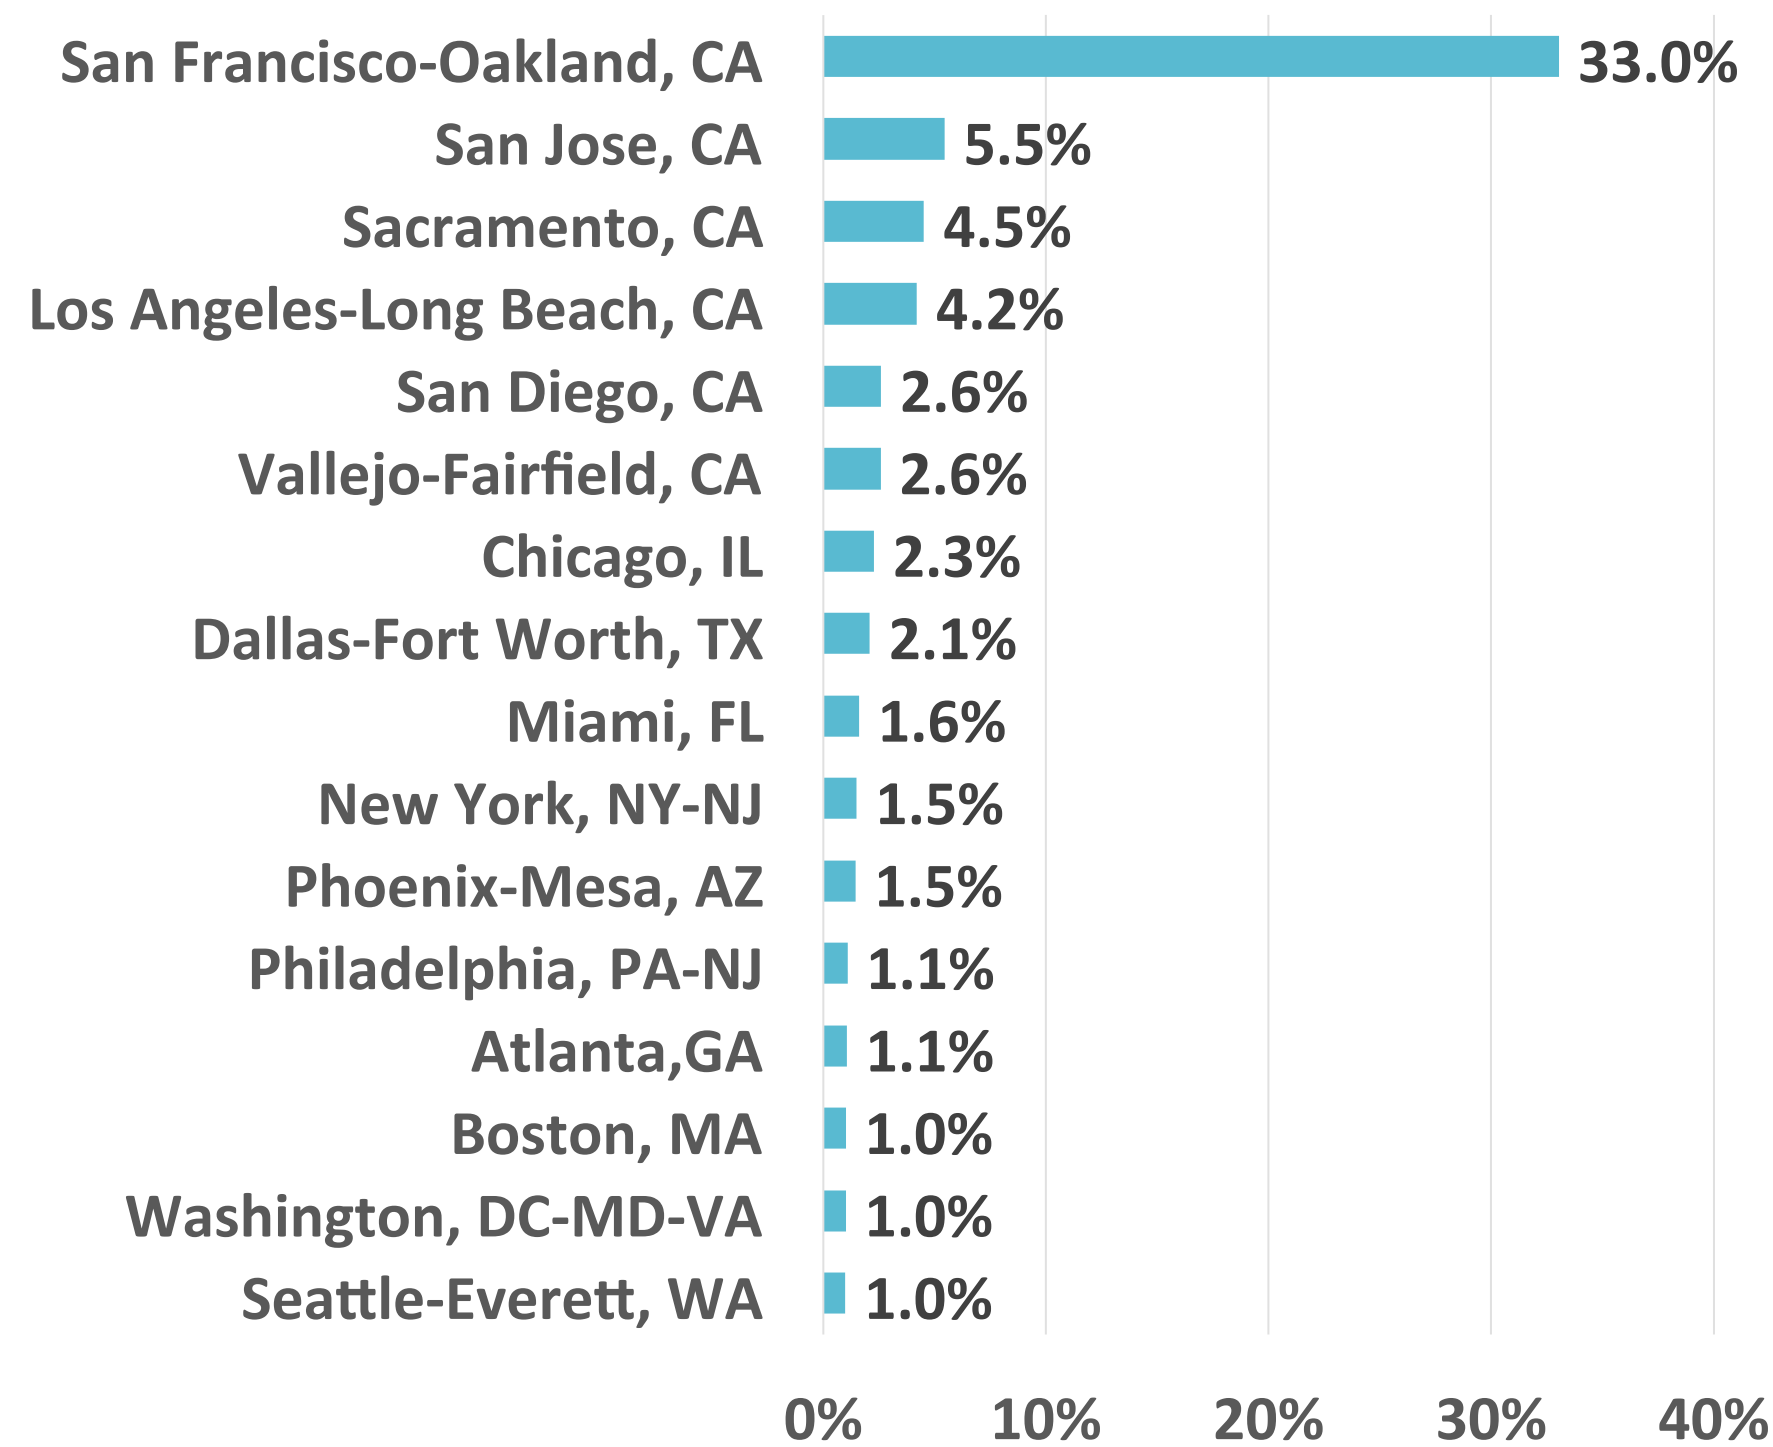 San Francisco-Oakland, CA 33.0%
San Jose, CA 5.5%
Sacramento, CA 4.5%
Los Angeles-Long Beach, CA 4.2%
San Diego, CA 2.6%
Vallejo-Fairfield, CA 2.6%
Chicago, IL 2.3%
Dallas-Fort Worth, TX 2.1%
Miami, FL 1.6%
New York, NY-NJ 1.5%
Phoenix-Mesa, AZ 1.5%
Philadelphia, PA-NJ 1.1%
Atlanta,GA 1.1%
Boston, MA 1.0%
Washington, DC-MD-VA 1.0%
Seattle-Everett, WA 1.0%
0% 10% 20% 30% 40%